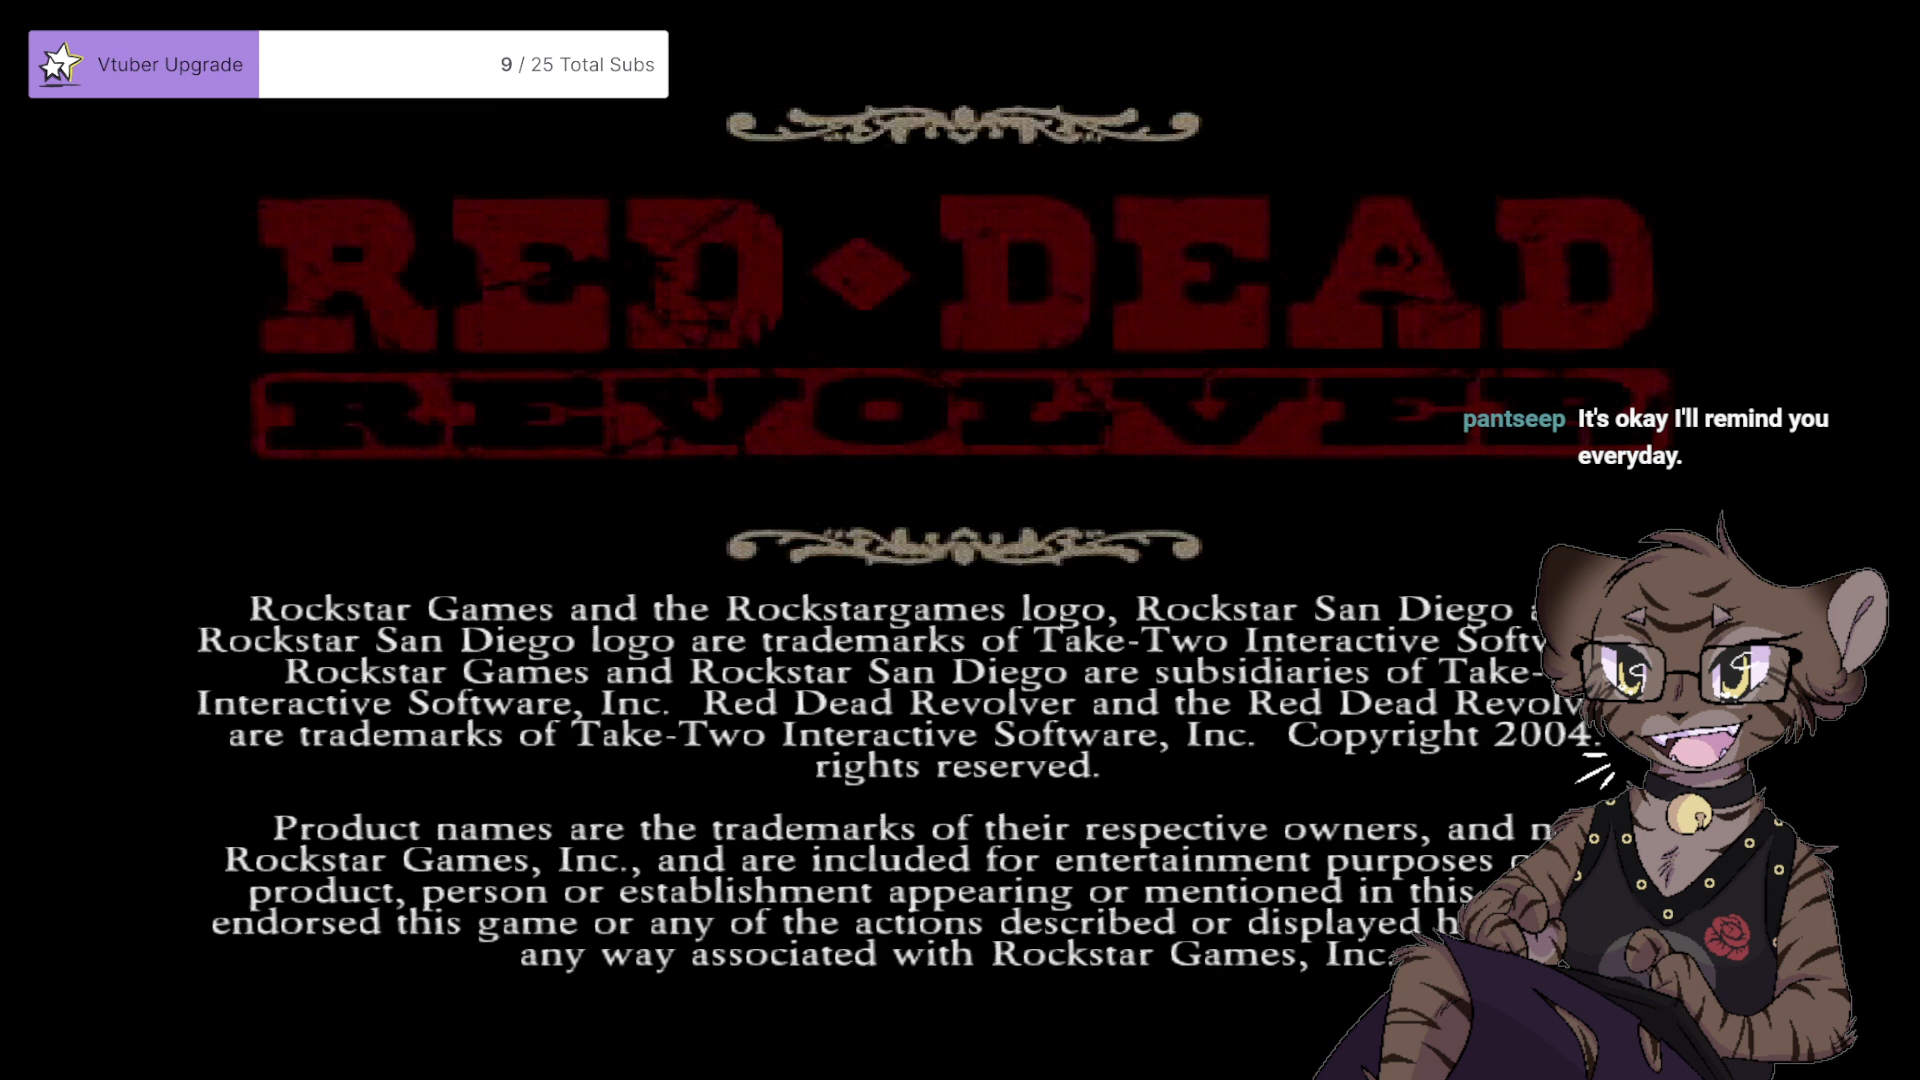 Vtuber Upgrade
9 / 25 Total Subs
RED DEAD
REVOLVER
pantseep It's okay I'll remind you
everyday.
Rockstar Games and the Rockstargames logo, Rockstar San Diego
Rockstar San Diego logo are trademarks of Take-Two Interactive Softw
Rockstar Games and Rockstar San Diego are subsidiaries of Take-
Interactive Software, Inc. Red Dead Revolver and the Red Dead Revolv
are trademarks of Take-Two Interactive Software, Inc. Copyright 2004.
rights reserved.
Product names are the trademarks of their respective owners, and
Rockstar Games, Inc., and are included for entertainment purposes
product, person or establishment appearing or mentioned in this
endorsed this game or any of the actions described or displayed
any way associated with Rockstar Games, Inc.